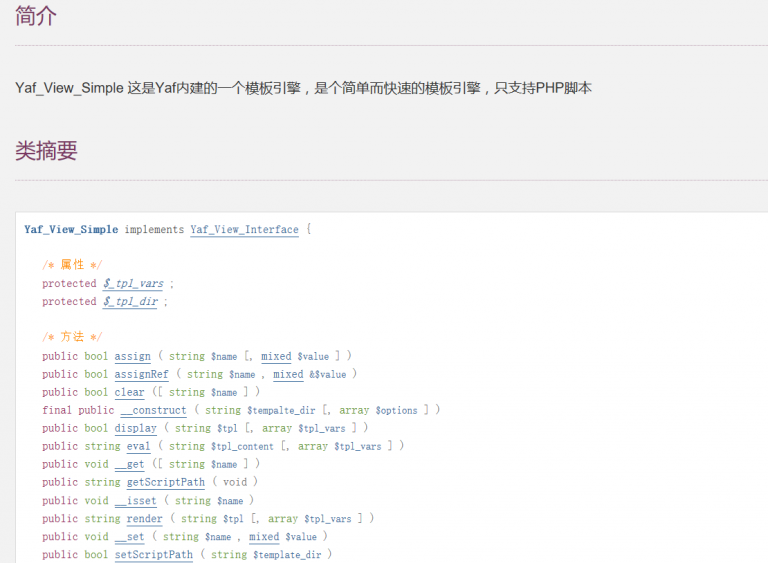 简介
Yaf_View_Simple 这是Yaf内建的一个模板引擎，是个简单而快速的模板引擎，只支持PHP脚本
类摘要
Yaf_View_Simple implements Yaf_View_Interface {
/* 属性 */
protected $_tpl_vars ;
protected $_tpl_dir ;
/* 方法 */
public bool assign ( string $name [, mixed $value ] )
public bool assignRef ( string $name , mixed &$value )
public bool clear ([ string $name ] )
final public __construct ( string $tempalte_dir [, array $options ] )
public bool display ( string $tpl [, array $tpl_vars ] )
public string eval ( string $tpl_content [, array $tpl_vars ] )
public void __get ([ string $name ] )
public string getScriptPath ( void )
public void __isset ( string $name )
public string render ( string $tpl [, array $tpl_vars ] )
public void __set ( string $name , mixed $value )
public bool setScriptPath ( string $template_dir )